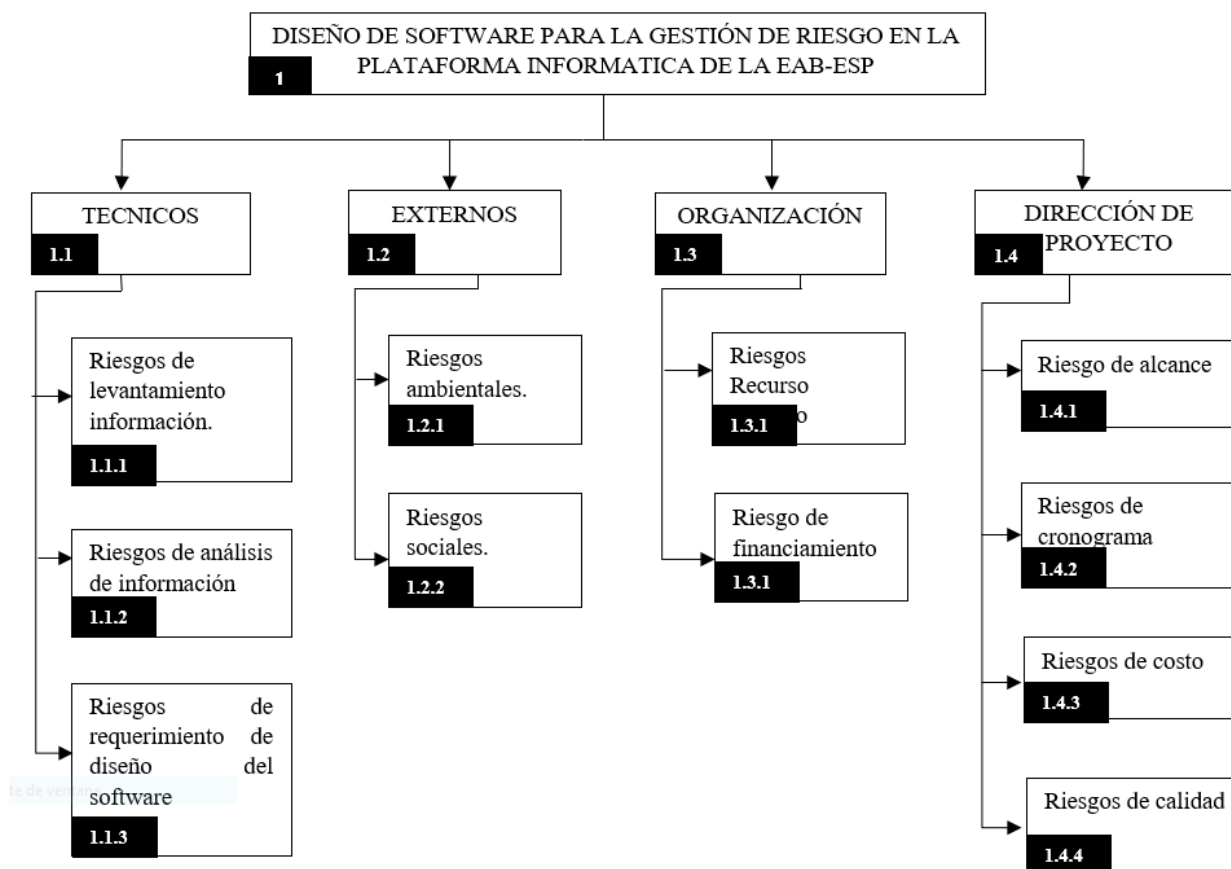 DISEÑO DE SOFTWARE PARA LA GESTIÓN DE RIESGO EN LA
PLATAFORMA INFORMATICA DE LA EAB-ESP
1
TECNICOS
1.1
Riesgos de
levantamiento
información.
1.1.1
Riesgos de análisis
de información
1.1.2
Riesgos de
requerimiento de
diseño del
software
1.1.3
EXTERNOS
1.2
Riesgos
ambientales.
1.2.1
Riesgos
sociales.
1.2.2
ORGANIZACIÓN
1.3
Riesgos
Recurso
1.3.1
Riesgo de
financiamiento
1.3.1
DIRECCIÓN DE
PROYECTO
1.4
Riesgo de alcance
1.4.1
Riesgos de
cronograma
1.4.2
Riesgos de costo
1.4.3
Riesgos de calidad
1.4.4
te de ventana